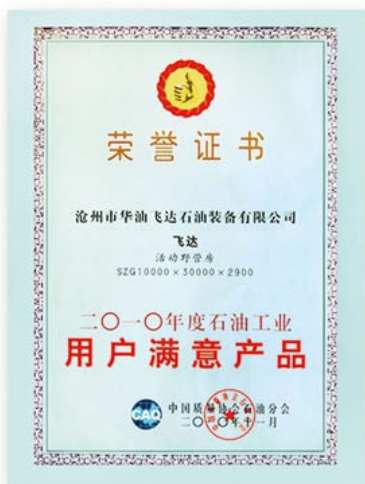 荣誉证书
沧州市华油飞达石油装备有限公司
飞达
活动野营房
SZG10000×30000×2900
二〇一〇年度石油工业
用户满意产品
CAQ
中国质量协会石油分会
二〇一〇年十一月